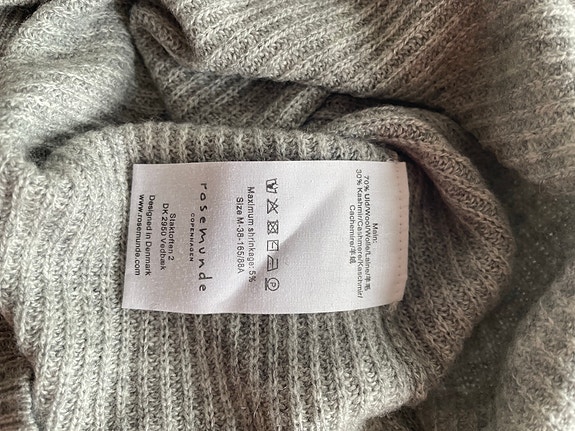 Main:
70% Uld/Wool/Wolle/Laine/羊毛
30% Kashmir/Cashmere/Kaschmir/
Cachemire/羊绒
Maximum shrinkage: 5%
Size M-38-165/88A
rosemunde
COPENHAGEN
Staktoften 2
DK 2950 Vedbæk
Designed in Denmark
www.rosemunde.com